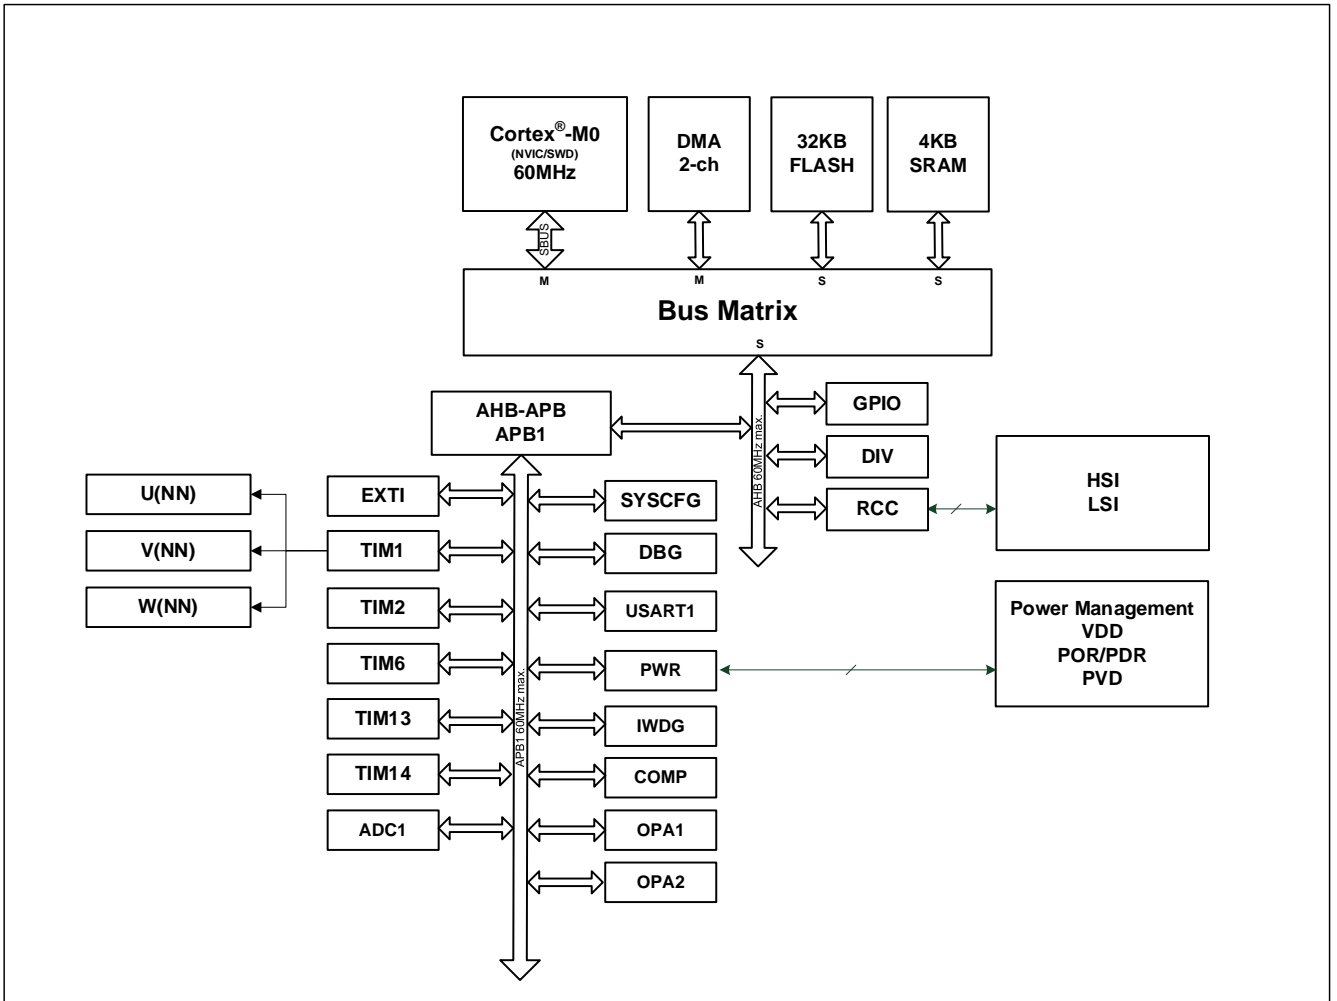 Cortex®-M0
(NVIC/SWD)
60MHz
DMA
2-ch
32KB
FLASH
4KB
SRAM
SBUS
M
M
S
S
Bus Matrix
S
AHB-APB
APB1
AHB 60MHz max.
GPIO
DIV
RCC
HSI
LSI
U(NN)
V(NN)
W(NN)
EXTI
TIM1
TIM2
TIM6
TIM13
TIM14
ADC1
APB1 60MHz max.
SYSCFG
DBG
USART1
PWR
IWDG
COMP
OPA1
OPA2
Power Management
VDD
POR/PDR
PVD